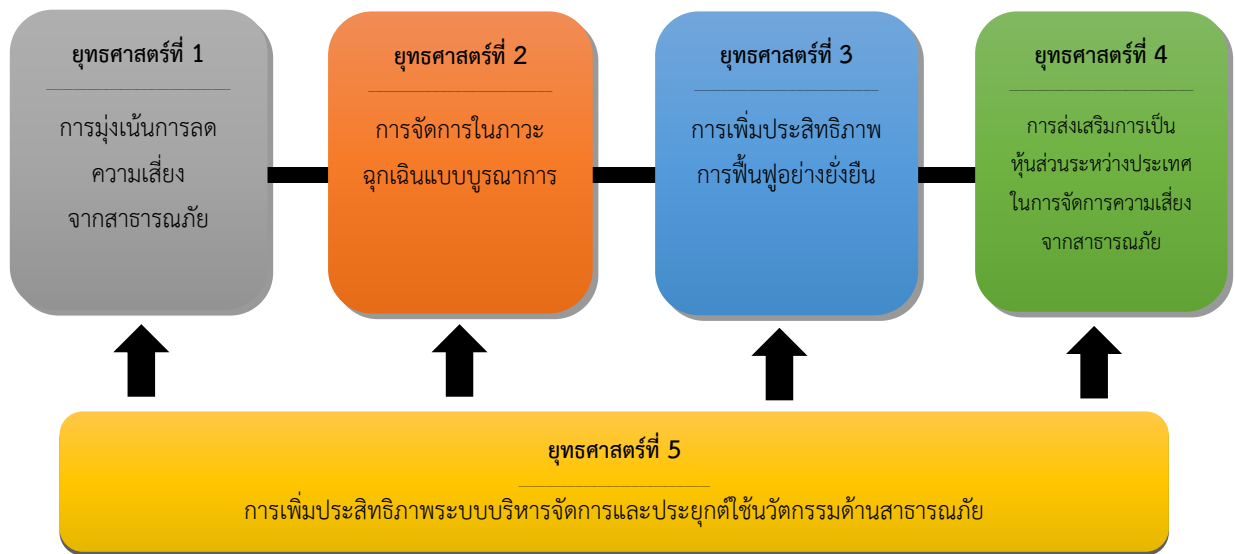 ยุทธศาสตร์ที่ 1
การมุ่งเน้นการลด
ความเสี่ยง
จากสาธารณภัย
ยุทธศาสตร์ที่ 2
การจัดการในภาวะ
ฉุกเฉินแบบบูรณาการ
ยุทธศาสตร์ที่ 3
การเพิ่มประสิทธิภาพ
การฟื้นฟูอย่างยั่งยืน
ยุทธศาสตร์ที่ 4
การส่งเสริมการเป็น
หุ้นส่วนระหว่างประเทศ
ในการจัดการความเสี่ยง
จากสาธารณภัย
ยุทธศาสตร์ที่ 5
การเพิ่มประสิทธิภาพระบบบริหารจัดการและประยุกต์ใช้นวัตกรรมด้านสาธารณภัย